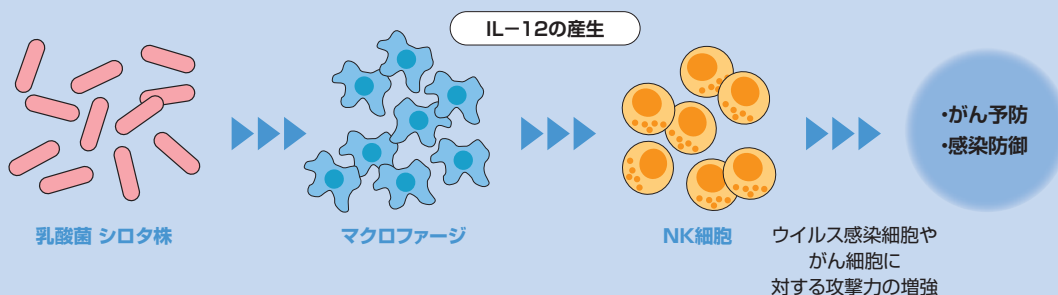 IL－12の産生
乳酸菌 シロタ株
マクロファージ
NK細胞
ウイルス感染細胞や
がん細胞に
対する攻撃力の増強
・がん予防
・感染防御